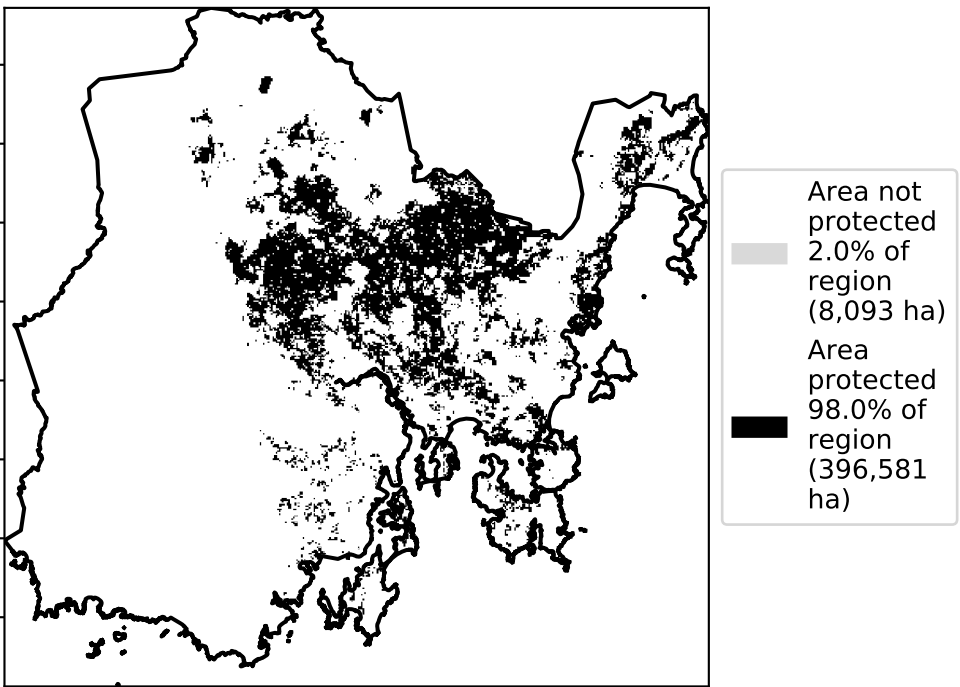 Area not
protected
2.0% of
region
(8,093 ha)
Area
protected
98.0% of
region
(396,581
ha)